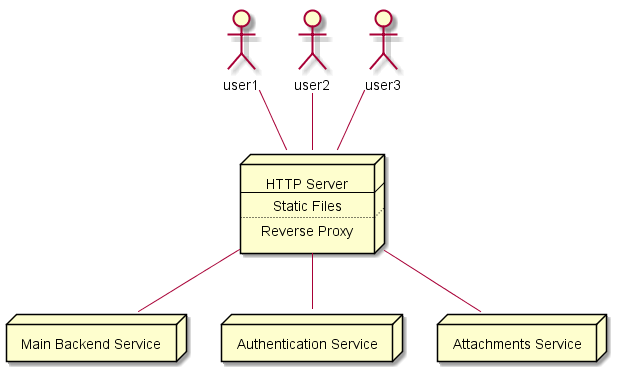 user1
user2
user3
HTTP Server
Static Files
Reverse Proxy
Main Backend Service
Authentication Service
Attachments Service